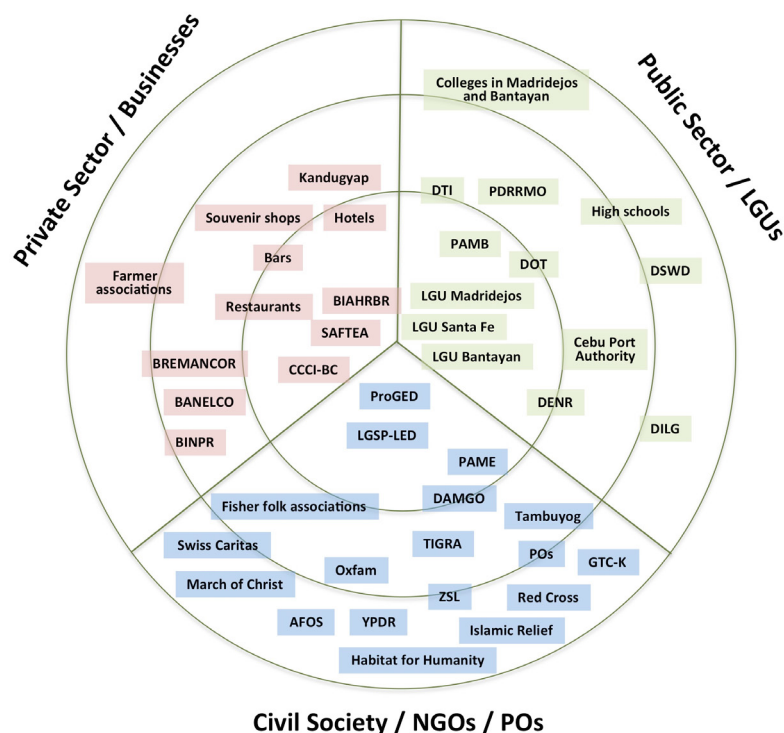 Private Sector / Businesses
Public Sector / LGUs
Colleges in Madridejos
and Bantayan
Kandugyap
Souvenir shops
Hotels
Bars
Farmer
associations
Restaurants
BIAHRBR
SAFTEA
BREMANCOR
CCCI-BC
BANELCO
BINPR
DTI
PDRRMO
High schools
PAMB
DOT
DSWD
LGU Madridejos
LGU Santa Fe
Cebu Port
Authority
LGU Bantayan
DENR
DILG
ProGED
LGSP-LED
PAME
DAMGO
Fisher folk associations
Tambuyog
Swiss Caritas
TIGRA
POs
GTC-K
Oxfam
March of Christ
ZSL
Red Cross
AFOS
YPDR
Islamic Relief
Habitat for Humanity
Civil Society / NGOs / POs